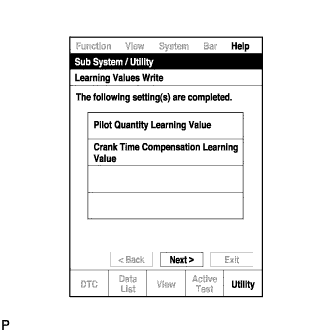 Function View System Bar Help
Sub System / Utility
Learning Values Write
The following setting(s) are completed.
Pilot Quantity Learning Value
Crank Time Compensation Learning
Value
< Back Next > Exit
DTC Data List View Active Test Utility
P